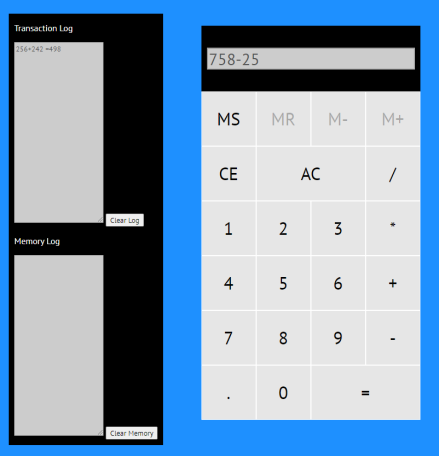 Transaction Log
256+242 =498
Clear Log
Memory Log
Clear Memory
758-25
MS MR M- M+
CE AC /
1 2 3 *
4 5 6 +
7 8 9 -
. 0 =